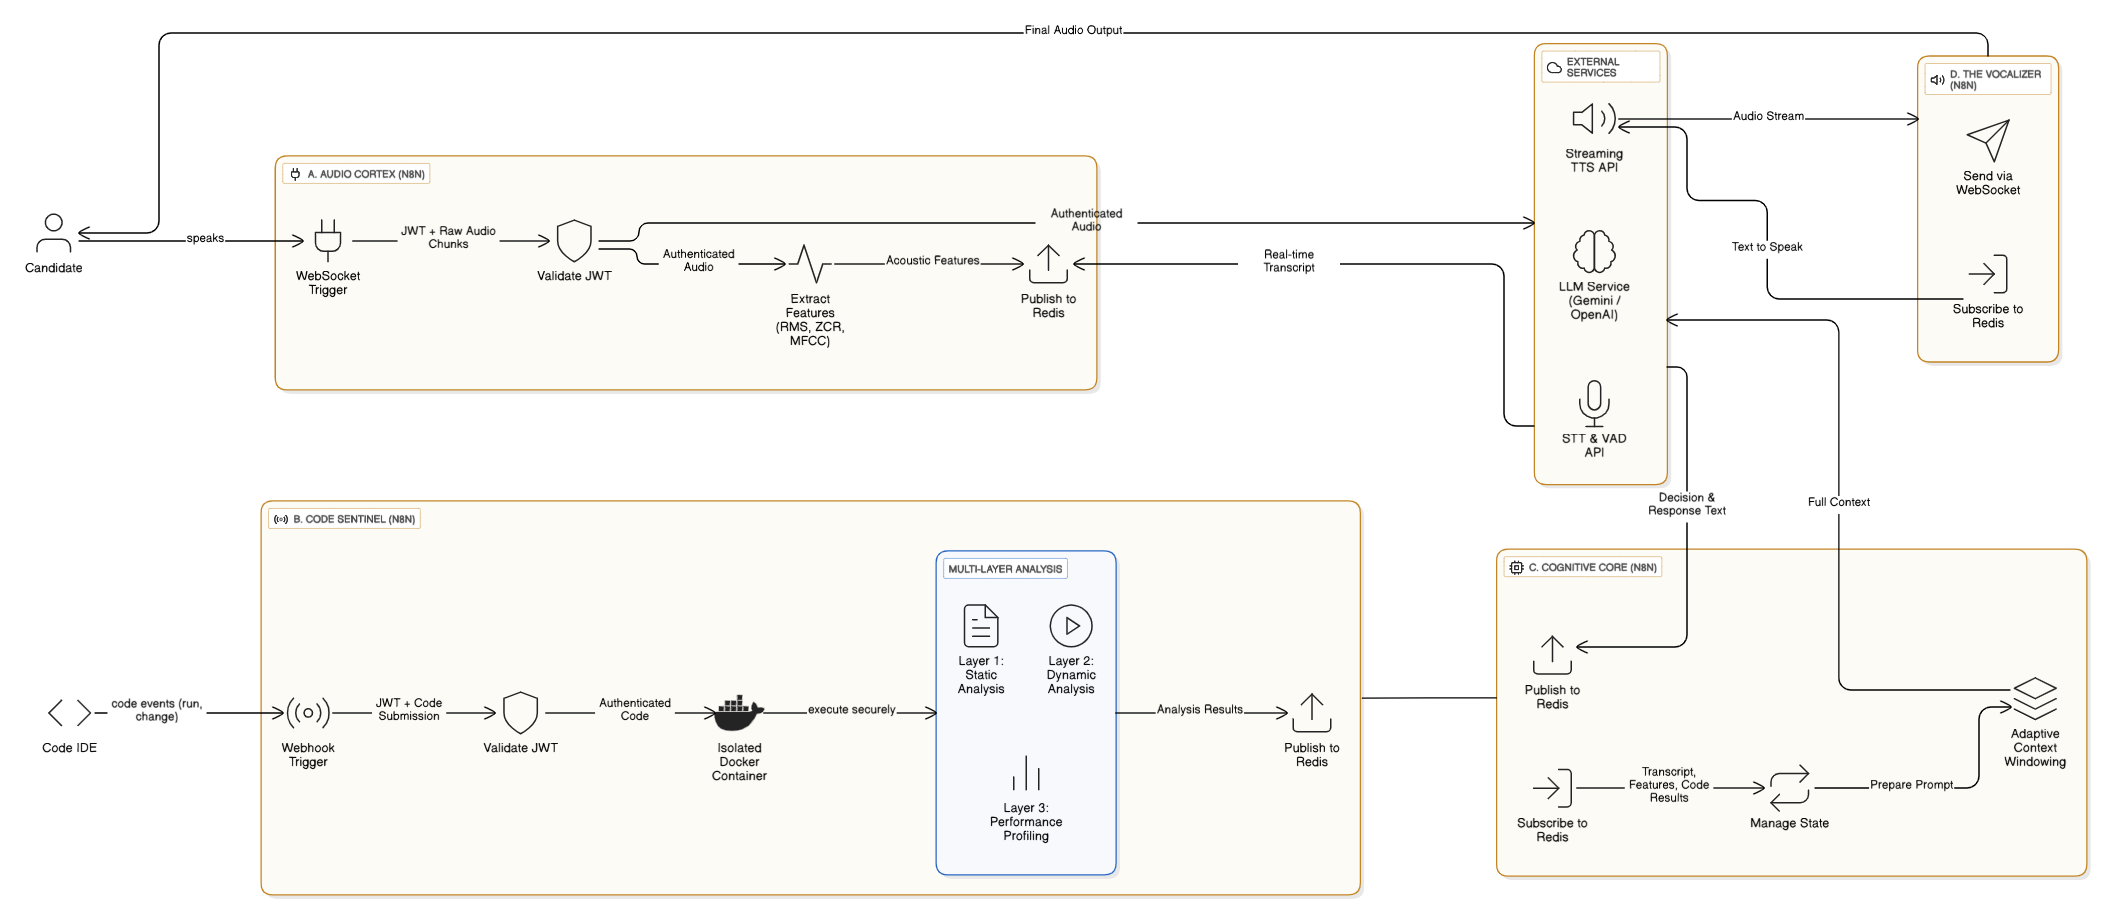 Final Audio Output
EXTERNAL
SERVICES
D. THE VOCALIZER
(N8N)
Audio Stream
Streaming
TTS API
Send via
WebSocket
A. AUDIO CORTEX (N8N)
Authenticated
Audio
speaks
JWT + Raw Audio
Chunks
Authenticated
Audio
Acoustic Features
Real-time
Transcript
Text to Speak
Candidate
WebSocket
Trigger
Validate JWT
Extract
Features
(RMS, ZCR,
MFCC)
Publish to
Redis
LLM Service
(Gemini /
OpenAI)
Subscribe to
Redis
STT & VAD
API
Decision &
Response Text
Full Context
B. CODE SENTINEL (N8N)
MULTI-LAYER ANALYSIS
C. COGNITIVE CORE (N8N)
Layer 1:
Static
Analysis
Layer 2:
Dynamic
Analysis
code events (run,
change)
JWT + Code
Submission
Authenticated
Code
execute securely
Analysis Results
Code IDE
Webhook
Trigger
Validate JWT
Isolated
Docker
Container
Layer 3:
Performance
Profiling
Publish to
Redis
Publish to
Redis
Adaptive
Context
Windowing
Transcript,
Features, Code
Results
Prepare Prompt
Subscribe to
Redis
Manage State